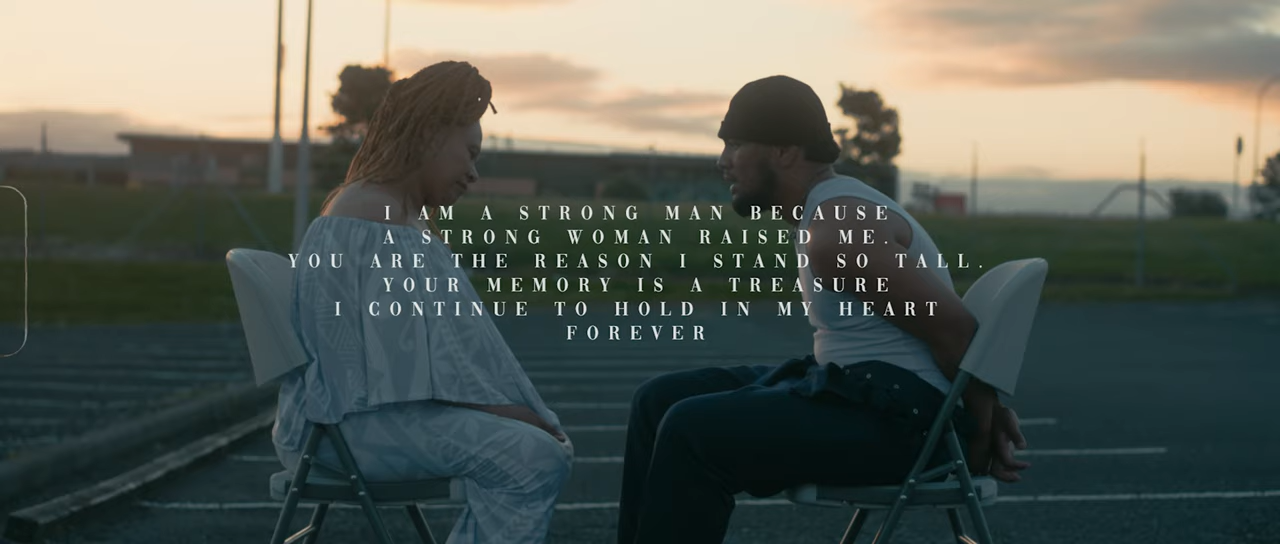 I AM A STRONG MAN BECAUSE
A STRONG WOMAN RAISED ME.
YOU ARE THE REASON I STAND SO TALL.
YOUR MEMORY IS A TREASURE
I CONTINUE TO HOLD IN MY HEART
FOREVER